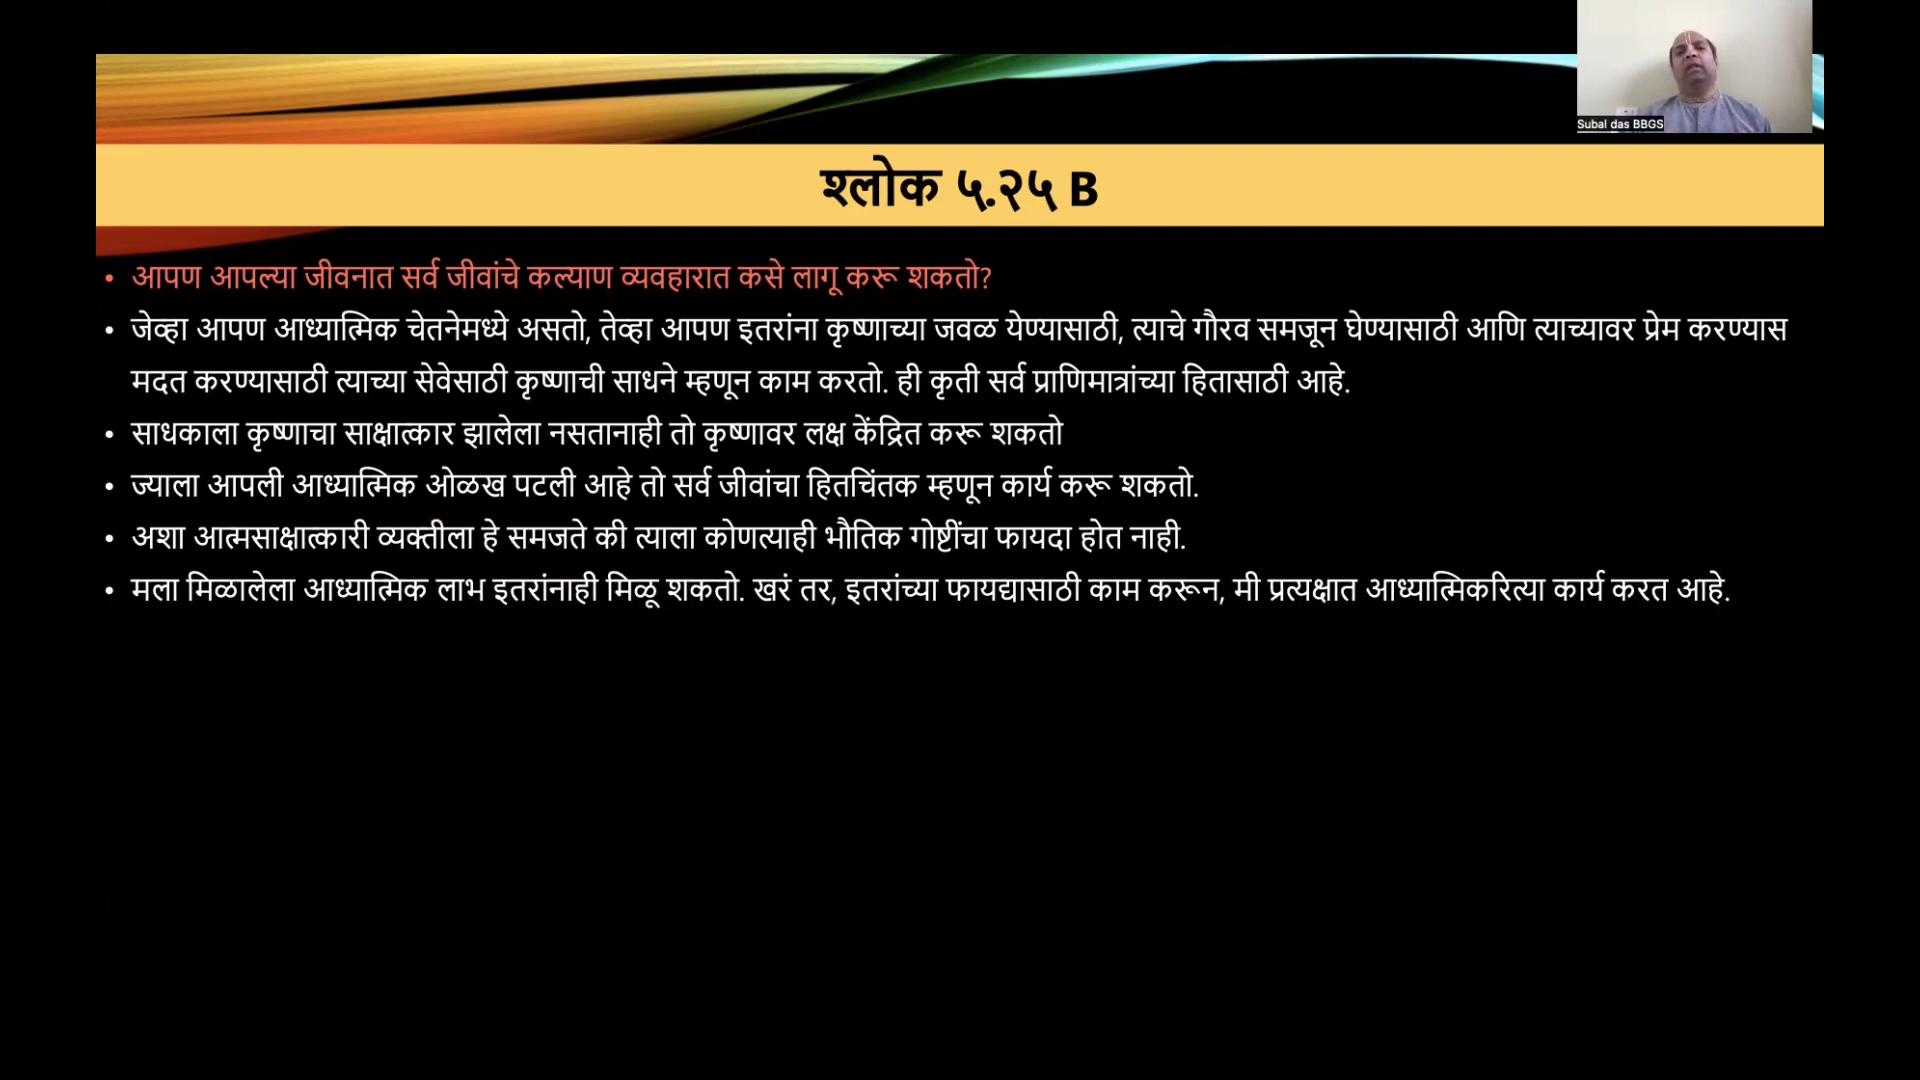 Subal das BBGS
श्लोक ५.२५ B
• आपण आपल्या जीवनात सर्व जीवांचे कल्याण व्यवहारात कसे लागू करू शकतो?
• जेव्हा आपण आध्यात्मिक चेतनेमध्ये असतो, तेव्हा आपण इतरांना कृष्णाच्या जवळ येण्यासाठी, त्याचे गौरव समजून घेण्यासाठी आणि त्याच्यावर प्रेम करण्यास
मदत करण्यासाठी त्याच्या सेवेसाठी कृष्णाची साधने म्हणून काम करतो. ही कृती सर्व प्राणिमात्रांच्या हितासाठी आहे.
• साधकाला कृष्णाचा साक्षात्कार झालेला नसतानाही तो कृष्णावर लक्ष केंद्रित करू शकतो
• ज्याला आपली आध्यात्मिक ओळख पटली आहे तो सर्व जीवांचा हितचिंतक म्हणून कार्य करू शकतो.
• अशा आत्मसाक्षात्कारी व्यक्तीला हे समजते की त्याला कोणत्याही भौतिक गोष्टींचा फायदा होत नाही.
• मला मिळालेला आध्यात्मिक लाभ इतरांनाही मिळू शकतो. खरं तर, इतरांच्या फायद्यासाठी काम करून, मी प्रत्यक्षात आध्यात्मिकरित्या कार्य करत आहे.